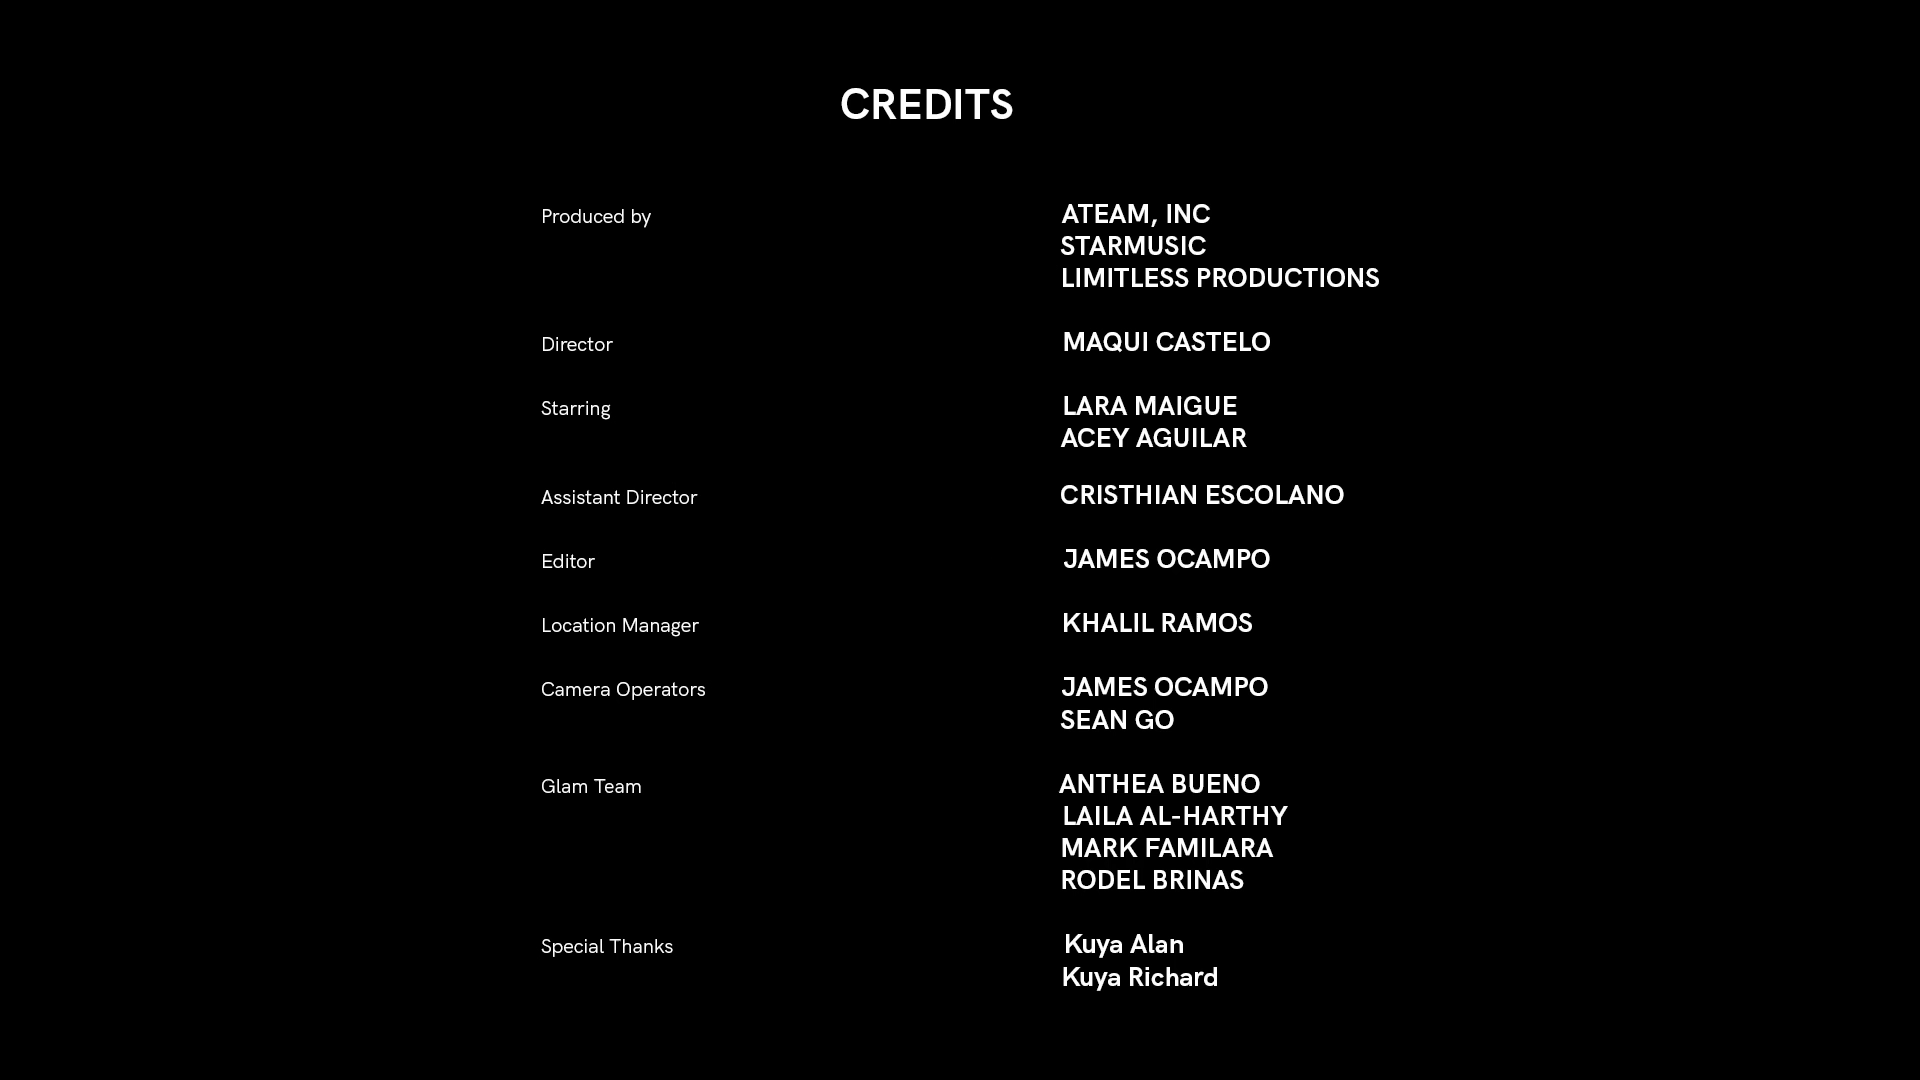 CREDITS
Produced by ATEAM, INC
STARMUSIC
LIMITLESS PRODUCTIONS
Director MAQUI CASTELO
Starring LARA MAIGUE
ACEY AGUILAR
Assistant Director CRISTHIAN ESCOLANO
Editor JAMES OCAMPO
Location Manager KHALIL RAMOS
Camera Operators JAMES OCAMPO
SEAN GO
Glam Team ANTHEA BUENO
LAILA AL-HARTHY
MARK FAMILARA
RODEL BRINAS
Special Thanks Kuya Alan
Kuya Richard